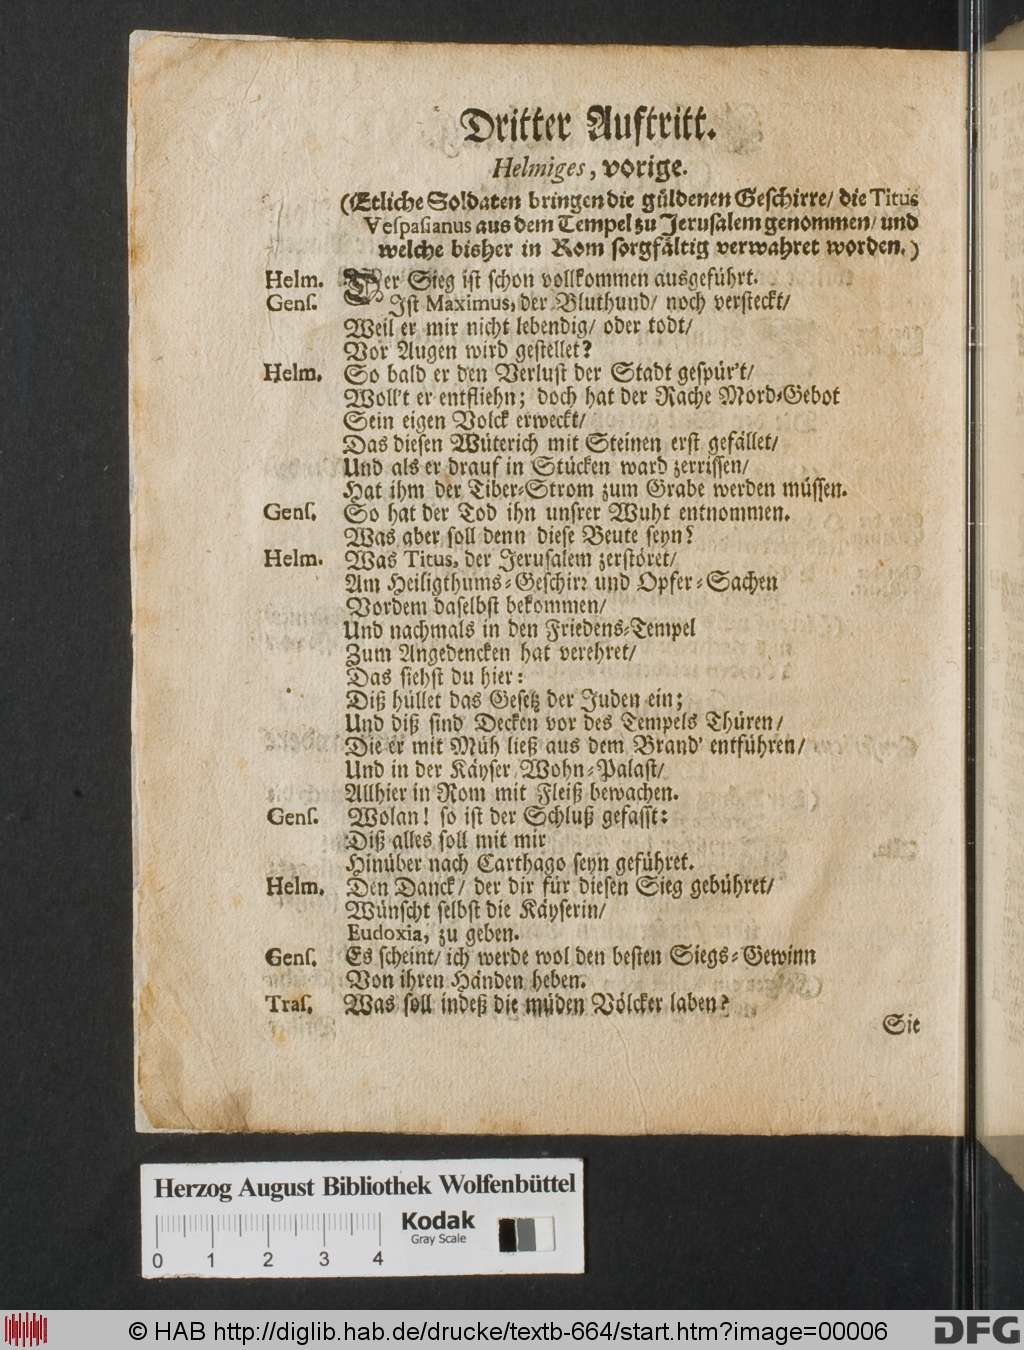 Dritter Auftritt.
Helmiges, vorige.
(Etliche Soldaten bringen die güldenen Geschirre/ die Titus
Vespasianus aus dem Tempel zu Jerusalem genommen/ und
welche bisher in Rom sorgfältig verwahret worden.)
Helm. Der Sieg ist schon vollkommen ausgeführt.
Gens. Ist Maximus, der Bluthund/ noch versteckt/
Weil er mir nicht lebendig/ oder todt/
Vor Augen wird gestellet?
Helm. So bald er den Verlust der Stadt gespür't/
Woll't er entfliehn; doch hat der Rache Mord-Gebot
Sein eigen Volck erweckt/
Das diesen Wüterich mit Steinen erst gefället/
Und als er drauf in Stücken ward zerrissen/
Hat ihm der Tiber-Strom zum Grabe werden müssen.
Gens. So hat der Tod ihn unsrer Wuht entnommen.
Was aber soll denn diese Beute seyn?
Helm. Was Titus, der Jerusalem zerstöret/
Am Heiligthums-Geschirr und Opfer-Sachen
Vordem daselbst bekommen/
Und nachmals in den Friedens-Tempel
Zum Angedencken hat verehret/
Das siehst du hier:
Diß hüllet das Gesetz der Juden ein;
Und diß sind Decken vor des Tempels Thüren/
Die er mit Müh ließ aus dem Brand' entführen/
Und in der Käyser Wohn-Palast/
Allhier in Rom mit Fleiß bewachen.
Gens. Wolan! so ist der Schluß gefasst:
Diß alles soll mit mir
Hinüber nach Carthago seyn geführet.
Helm. Den Danck/ der dir für diesen Sieg gebühret/
Wünscht selbst die Käyserin/
Eudoxia, zu geben.
Gens. Es scheint/ ich werde wol den besten Siegs-Gewinn
Von ihren Händen heben.
Tras. Was soll indeß die müden Völcker laben?
Sie
Herzog August Bibliothek Wolfenbüttel
Kodak
Gray Scale
0 1 2 3 4
© HAB http://diglib.hab.de/drucke/textb-664/start.htm?image=00006
DFG